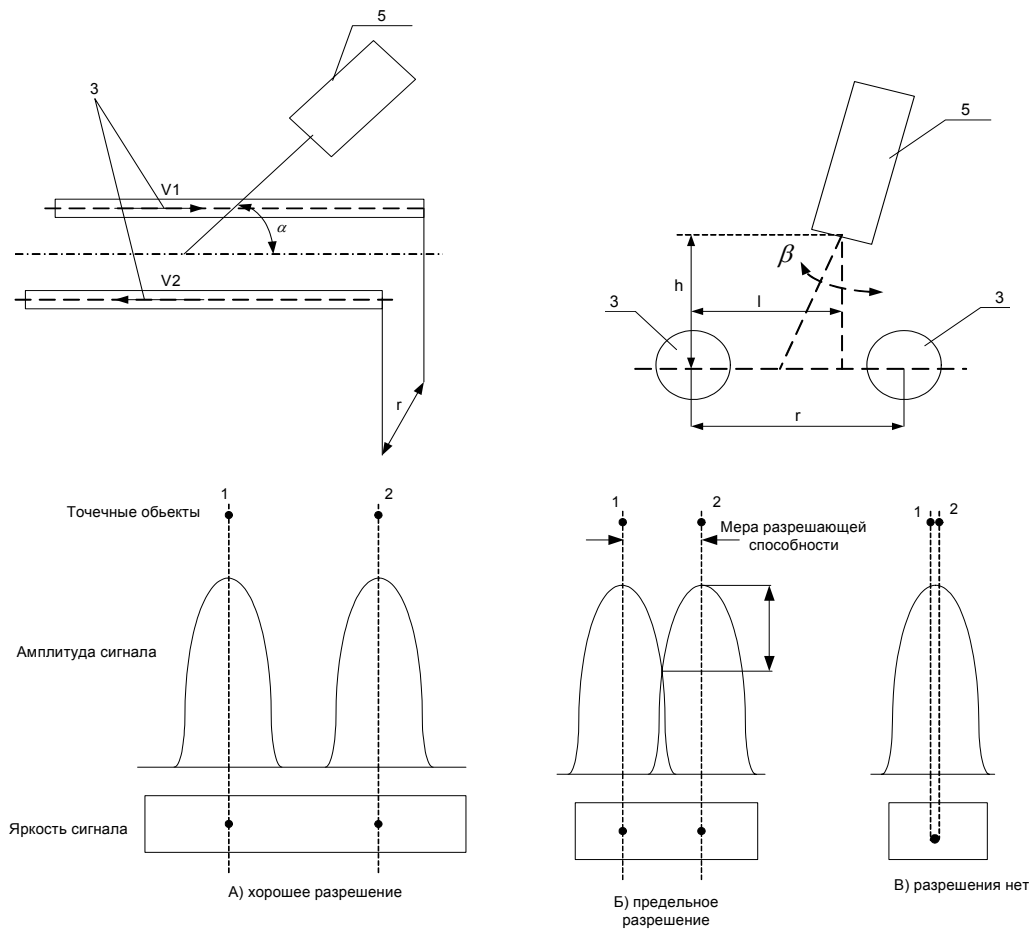 5
3
V1
α
V2
r
5
β
h
l
3
3
r
1
2
Точечные обьекты
1
2
Мера разрешающей
способности
1
2
Амплитуда сигнала
Яркость сигнала
А) хорошее разрешение
Б) предельное
разрешение
В) разрешения нет